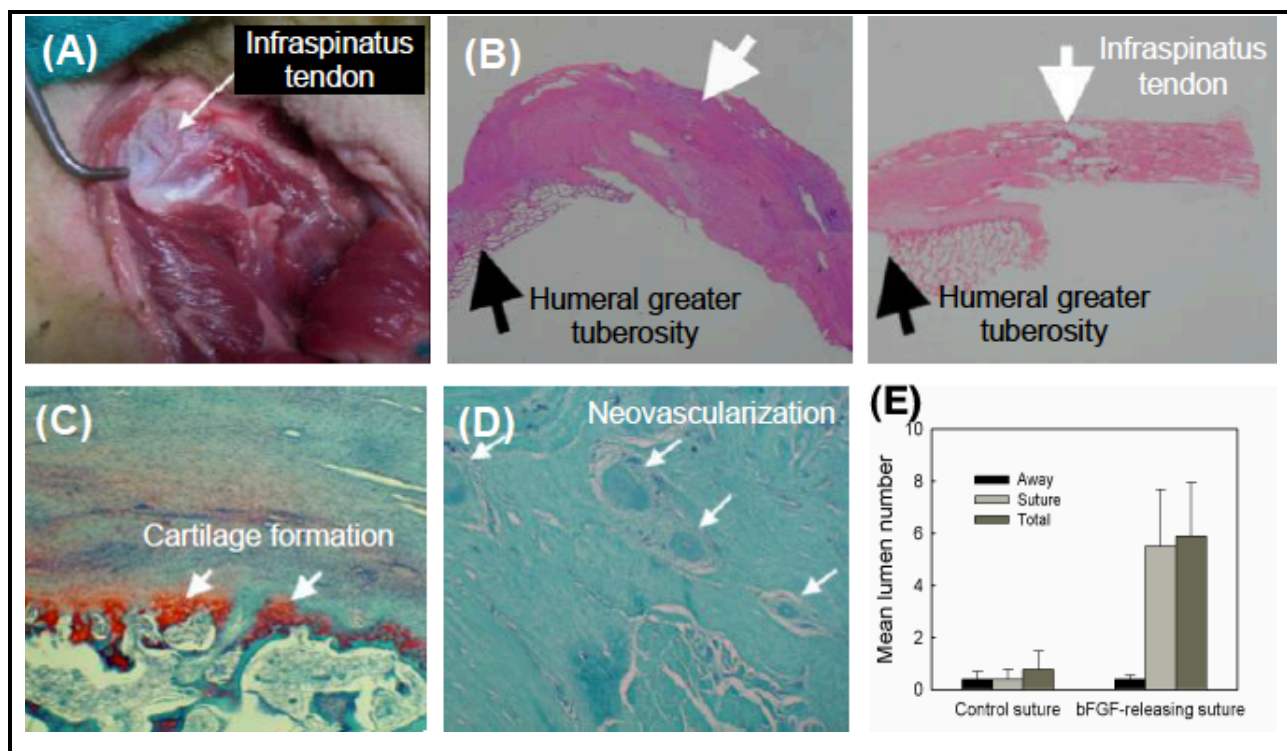 (A)
Infraspinatus
tendon
(B)
Humeral greater
tuberosity
Infraspinatus
tendon
Humeral greater
tuberosity
(C)
Cartilage formation
(D)
Neovascularization
(E)
10
8
6
4
2
0
Mean lumen number
Away
Suture
Total
Control suture
bFGF-releasing suture